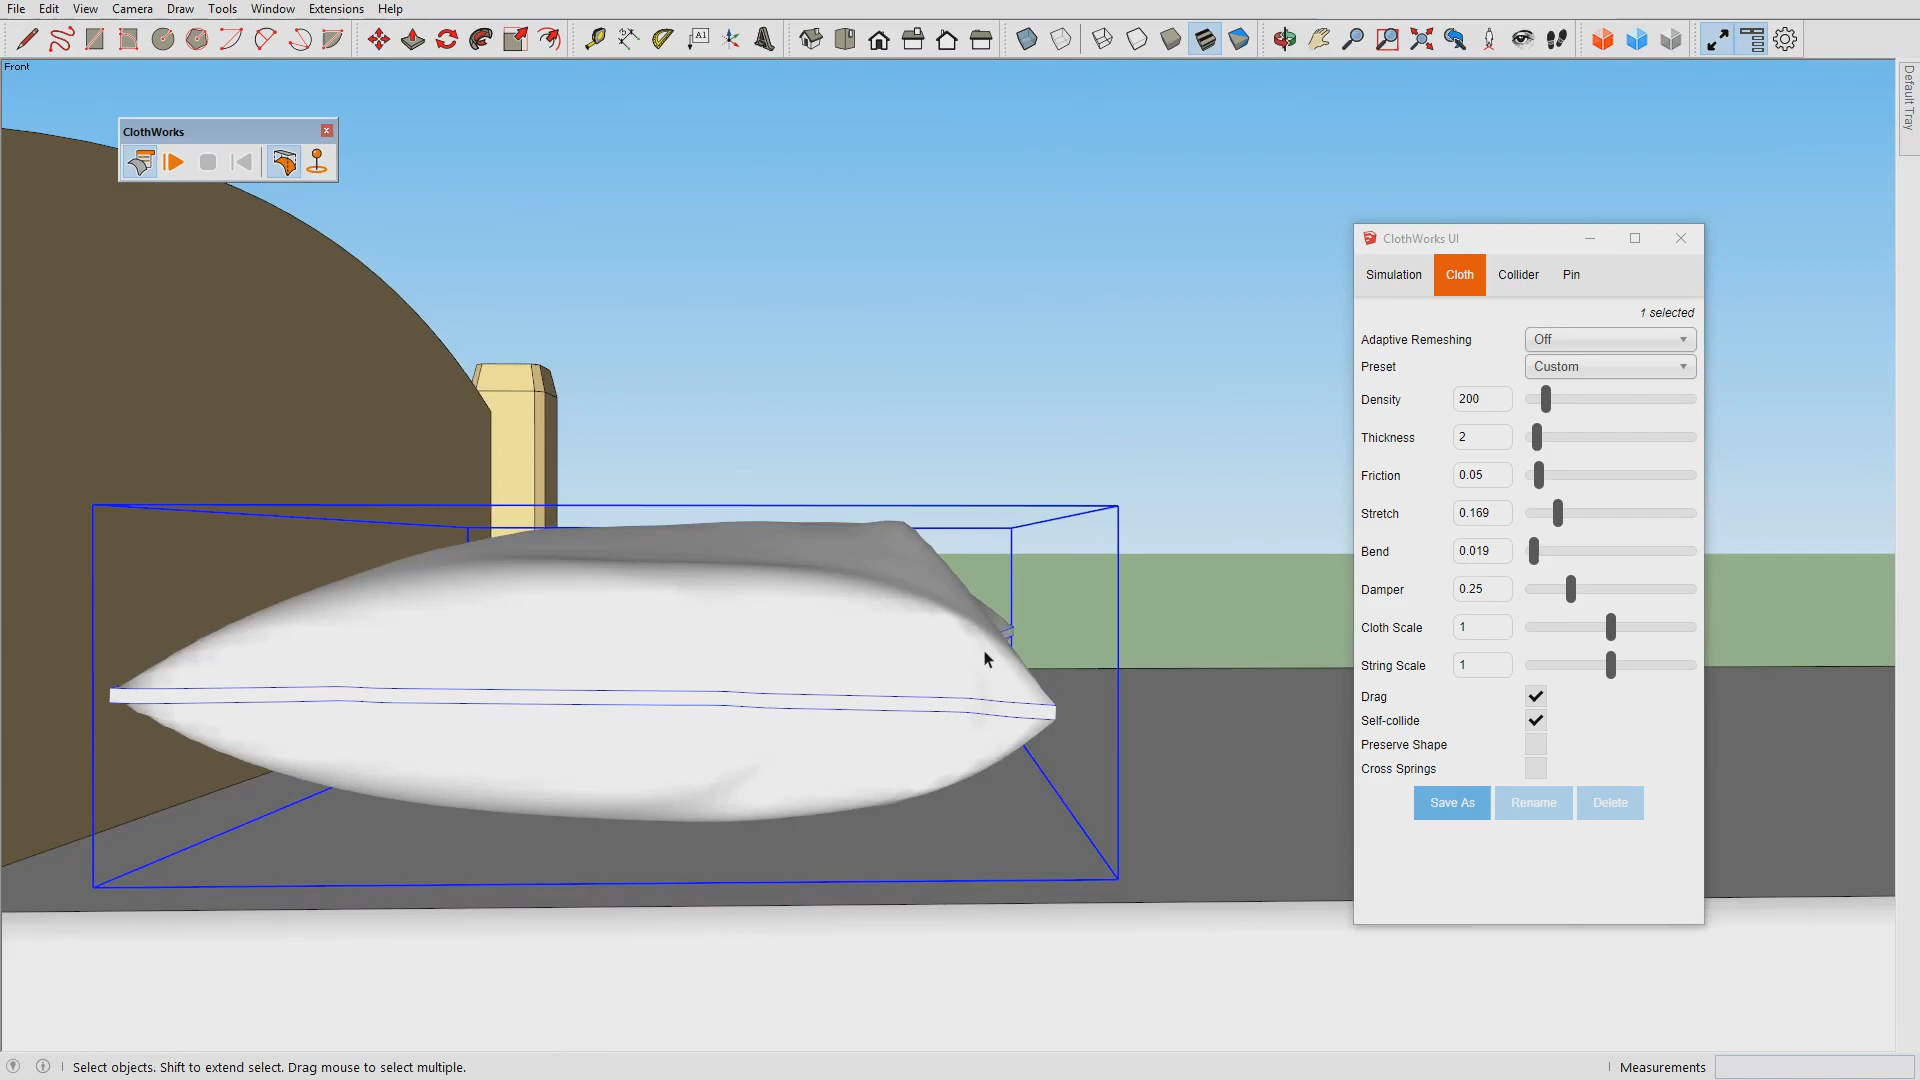 File Edit View Camera Draw Tools Window Extensions Help
A1
Front
Default Tray
ClothWorks
ClothWorks UI
Simulation Cloth Collider Pin
1 selected
Adaptive Remeshing Off
Preset Custom
Density 200
Thickness 2
Friction 0.05
Stretch 0.169
Bend 0.019
Damper 0.25
Cloth Scale 1
String Scale 1
Drag
Self-collide
Preserve Shape
Cross Springs
Save As Rename Delete
Select objects. Shift to extend select. Drag mouse to select multiple.
Measurements